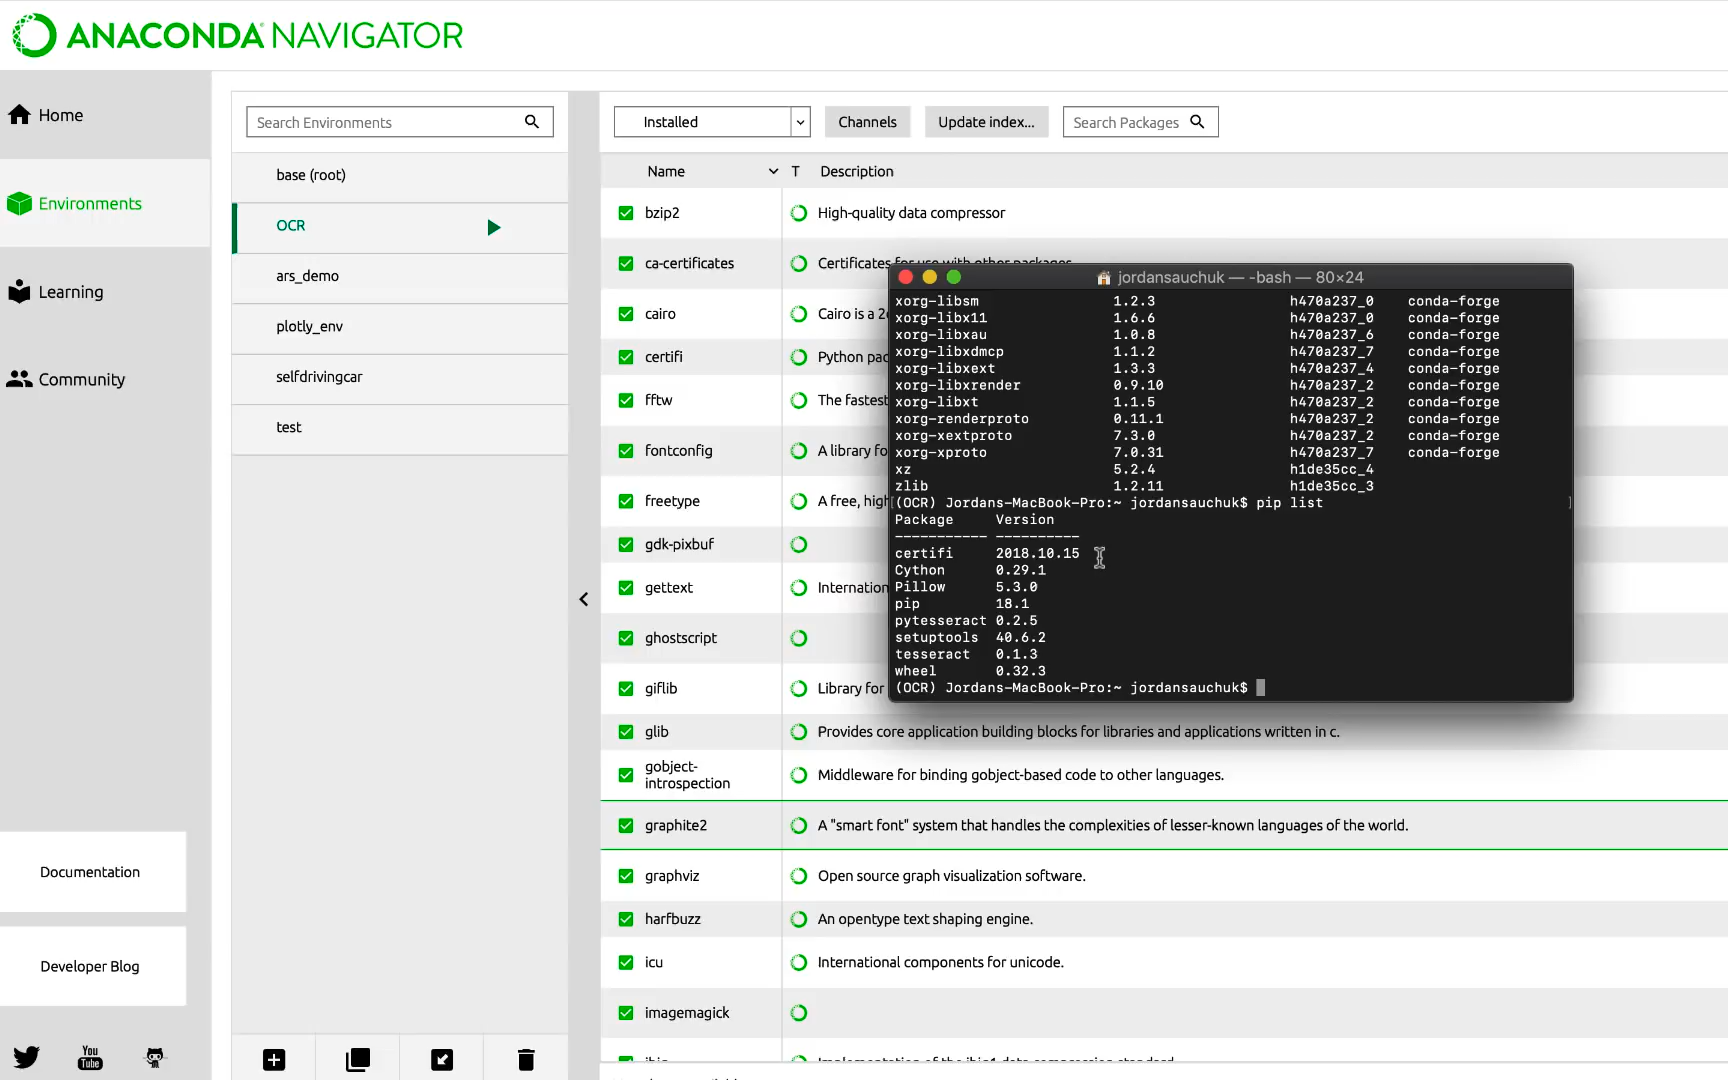 ANACONDA NAVIGATOR
Home
Environments
Learning
Community
Documentation
Developer Blog
You
Tube
Search Environments
base (root)
OCR
ars_demo
plotly_env
selfdrivingcar
test
Installed
Channels
Update index...
Search Packages
Name T Description
bzip2 High-quality data compressor
ca-certificates Certificates for use with other packages.
cairo Cairo is a 2
certifi Python pac
fftw The fastest
fontconfig A library fo
freetype A free, high
gdk-pixbuf
gettext Internation
ghostscript
giflib Library for
glib Provides core application building blocks for libraries and applications written in c.
gobject-
introspection Middleware for binding gobject-based code to other languages.
graphite2 A "smart font" system that handles the complexities of lesser-known languages of the world.
graphviz Open source graph visualization software.
harfbuzz An opentype text shaping engine.
icu International components for unicode.
imagemagick
jordansauchuk — -bash — 80×24
xorg-libsm 1.2.3 h470a237_0 conda-forge
xorg-libx11 1.6.6 h470a237_0 conda-forge
xorg-libxau 1.0.8 h470a237_6 conda-forge
xorg-libxdmcp 1.1.2 h470a237_7 conda-forge
xorg-libxext 1.3.3 h470a237_4 conda-forge
xorg-libxrender 0.9.10 h470a237_2 conda-forge
xorg-libxt 1.1.5 h470a237_2 conda-forge
xorg-renderproto 0.11.1 h470a237_2 conda-forge
xorg-xextproto 7.3.0 h470a237_2 conda-forge
xorg-xproto 7.0.31 h470a237_7 conda-forge
xz 5.2.4 h1de35cc_4
zlib 1.2.11 h1de35cc_3
[(OCR) Jordans-MacBook-Pro:~ jordansauchuk$ pip list ]
Package Version
----------- ----------
certifi 2018.10.15
Cython 0.29.1
Pillow 5.3.0
pip 18.1
pytesseract 0.2.5
setuptools 40.6.2
tesseract 0.1.3
wheel 0.32.3
(OCR) Jordans-MacBook-Pro:~ jordansauchuk$